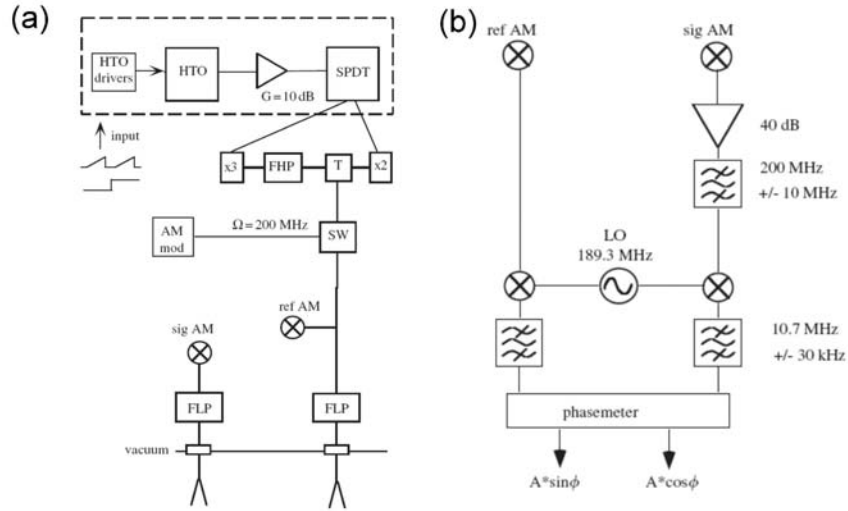 (a)
HTO
drivers
HTO
G=10 dB
SPDT
input
x3
FHP
T
x2
AM
mod
Ω=200 MHz
SW
ref AM
sig AM
FLP
FLP
vacuum
(b)
ref AM
sig AM
40 dB
200 MHz
+/- 10 MHz
LO
189.3 MHz
10.7 MHz
+/- 30 kHz
phasemeter
A*sinϕ
A*cosϕ